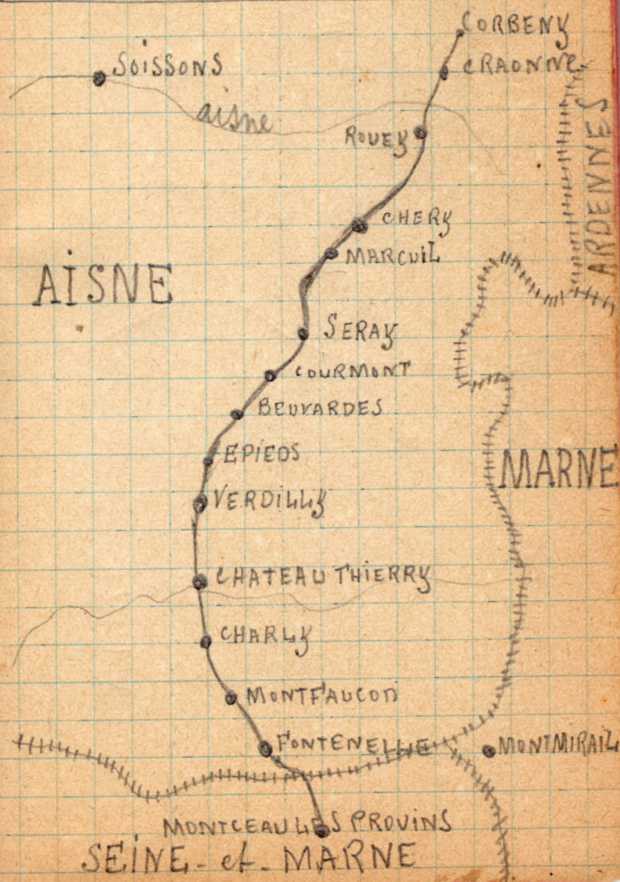 CORBENY
SOISSONS
CRAONNE
aisne
ROUEY
ARDENNES
CHERY
MARCUIL
AISNE
SERAY
COURMONT
BEUVARDES
EPIEDS
MARNE
VERDILLY
CHATEAU THIERRY
CHARLY
MONTFAUCON
FONTENELLE
MONTMIRAIL
MONTCEAU LES PROVINS
SEINE - et - MARNE